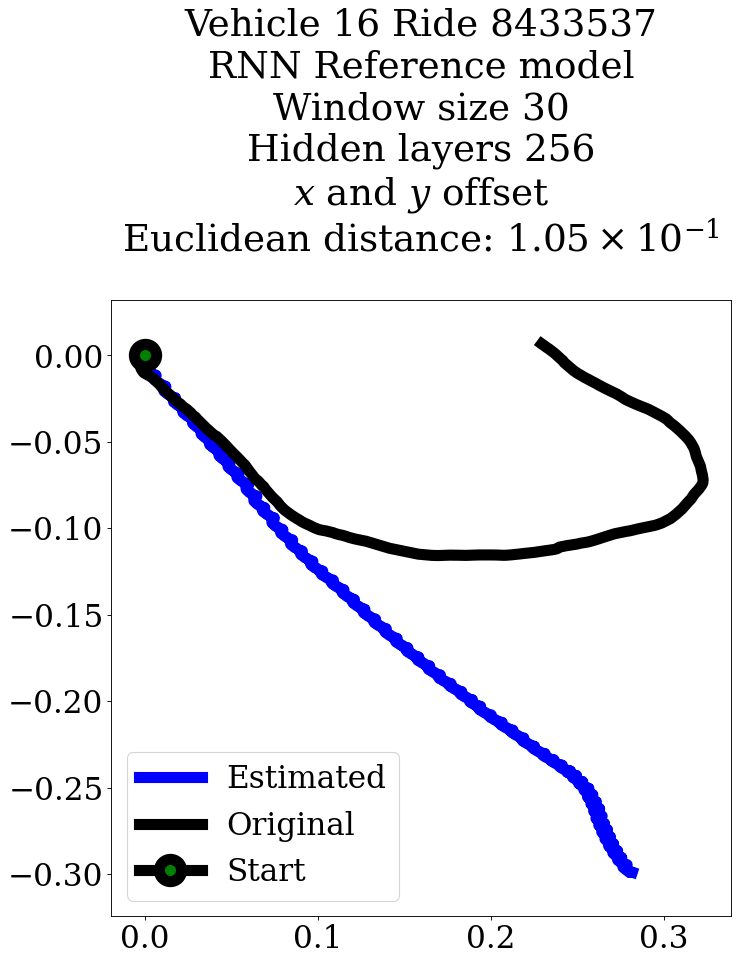 Vehicle 16 Ride 8433537
RNN Reference model
Window size 30
Hidden layers 256
x and y offset
Euclidean distance: 1.05 × 10⁻¹
0.00
−0.05
−0.10
−0.15
−0.20
−0.25
−0.30
Estimated
Original
Start
0.0 0.1 0.2 0.3